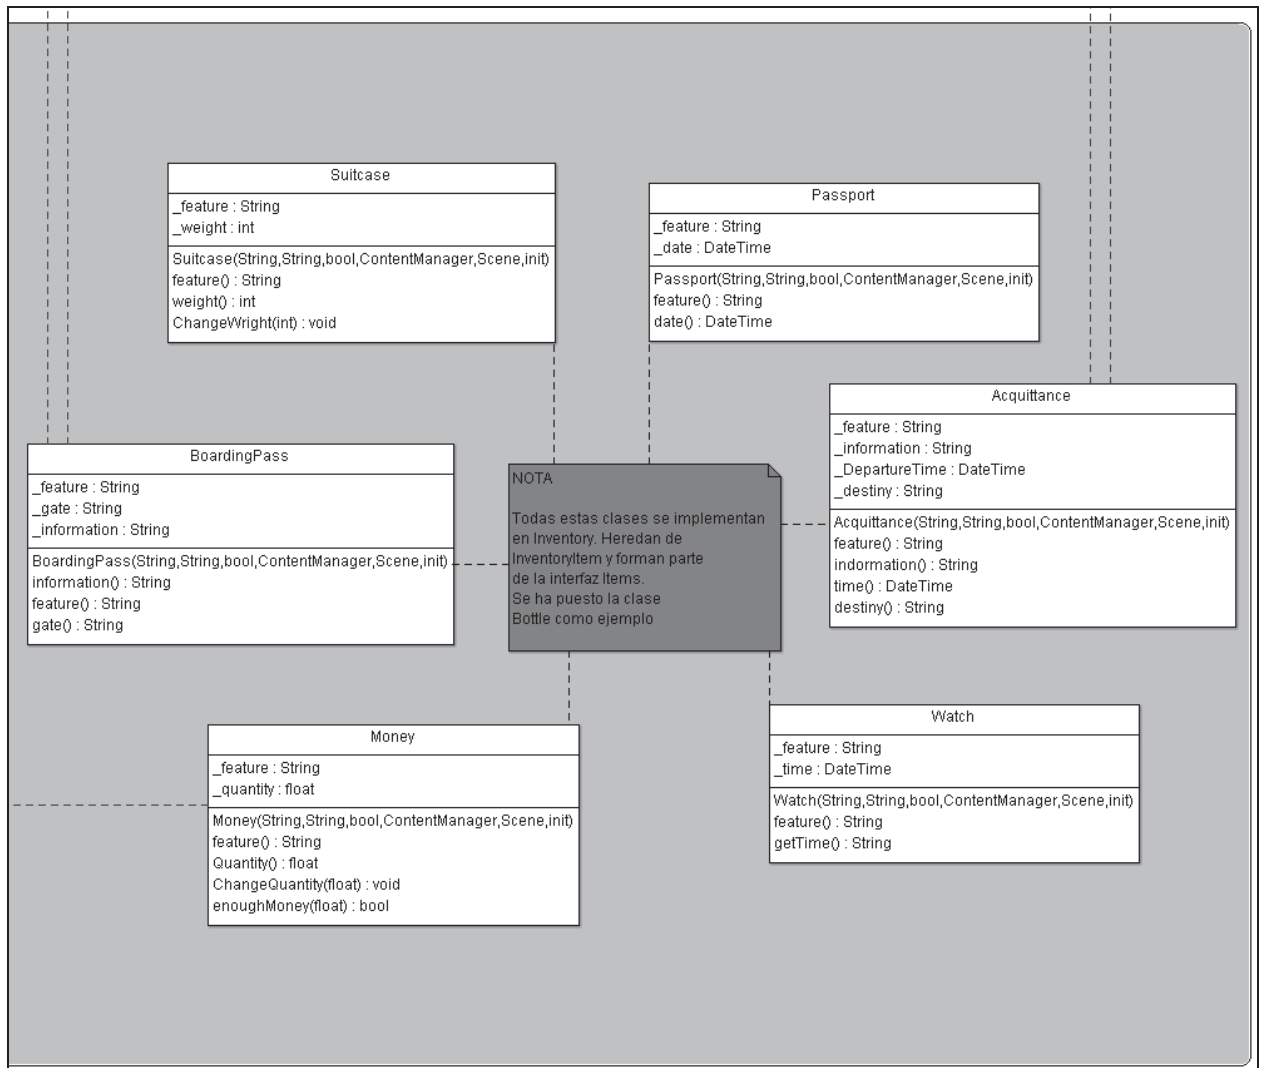 Suitcase
_feature : String
_weight : int
Suitcase(String,String,bool,ContentManager,Scene,init)
feature() : String
weight() : int
ChangeWright(int) : void
Passport
_feature : String
_date : DateTime
Passport(String,String,bool,ContentManager,Scene,init)
feature() : String
date() : DateTime
Acquittance
_feature : String
_information : String
_DepartureTime : DateTime
_destiny : String
Acquittance(String,String,bool,ContentManager,Scene,init)
feature() : String
indormation() : String
time() : DateTime
destiny() : String
BoardingPass
_feature : String
_gate : String
_information : String
BoardingPass(String,String,bool,ContentManager,Scene,init)
information() : String
feature() : String
gate() : String
NOTA
Todas estas clases se implementan
en Inventory. Heredan de
InventoryItem y forman parte
de la interfaz Items.
Se ha puesto la clase
Bottle como ejemplo
Money
_feature : String
_quantity : float
Money(String,String,bool,ContentManager,Scene,init)
feature() : String
Quantity() : float
ChangeQuantity(float) : void
enoughMoney(float) : bool
Watch
_feature : String
_time : DateTime
Watch(String,String,bool,ContentManager,Scene,init)
feature() : String
getTime() : String